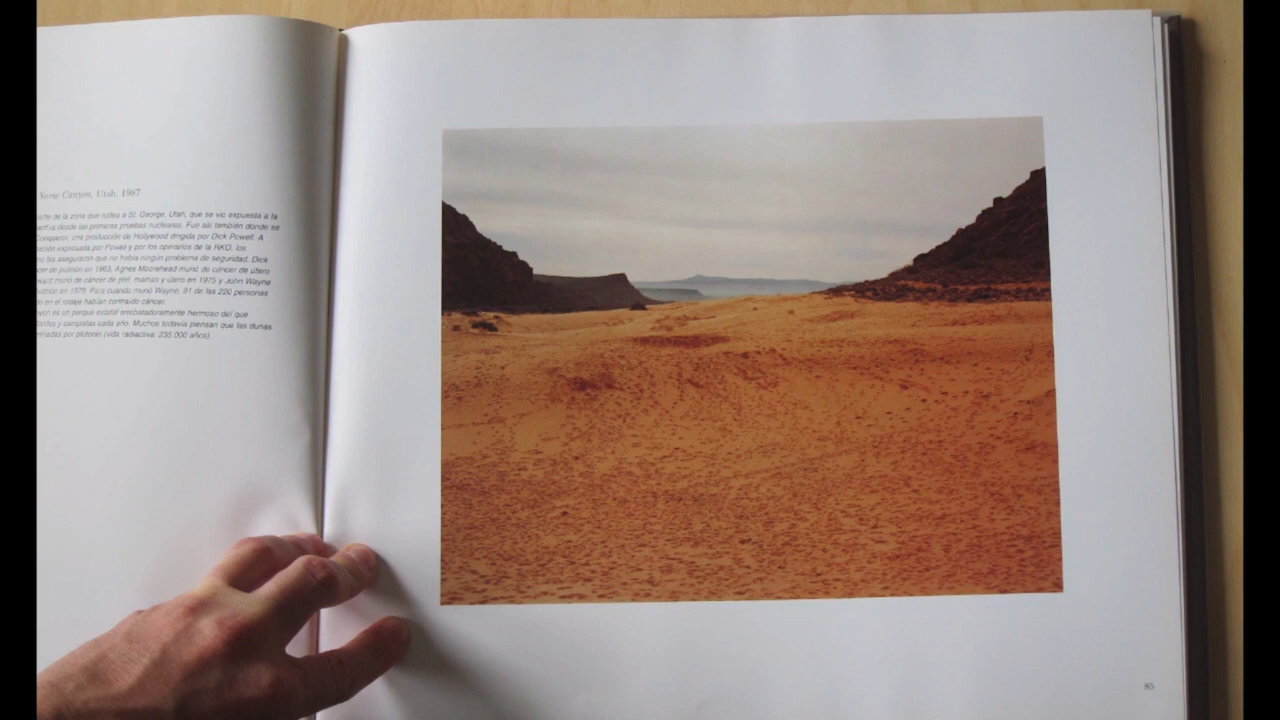 Snow Canyon, Utah, 1987
parte de la zona que rodea a St. George, Utah, que se vio expuesta a la
desde las primeras pruebas nucleares. Fue allí también donde se
Conqueror, una producción de Hollywood dirigida por Dick Powell. A
expresada por Powell y por los operarios de la RKO, los
les aseguraron que no había ningún problema de seguridad. Dick
cáncer de pulmón en 1963, Agnes Moorehead murió de cáncer de útero
murió de cáncer de piel, mamas y útero en 1975 y John Wayne
pulmón en 1979. Para cuando murió Wayne, 91 de las 220 personas
en el rodaje habían contraído cáncer.
es un parque estatal arrebatadoramente hermoso del que
y campistas cada año. Muchos todavía piensan que las dunas
por plutonio (vida radiactiva: 235.000 años)
85